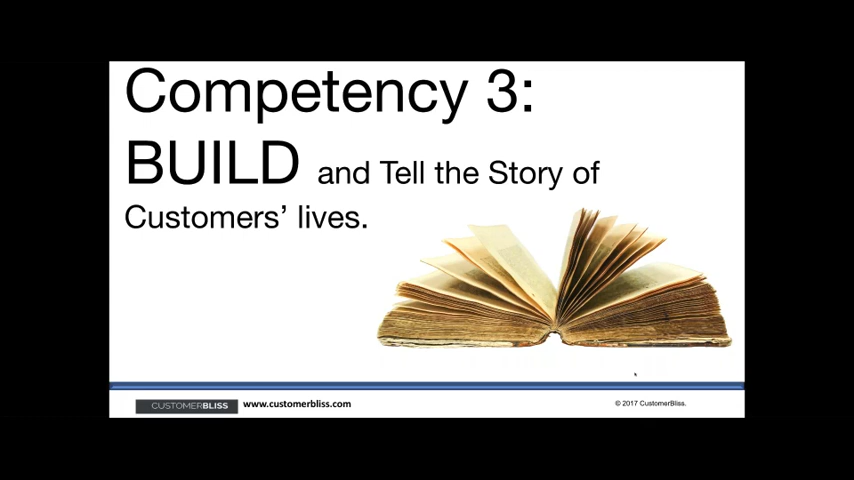 Competency 3:
BUILD and Tell the Story of
Customers’ lives.
CUSTOMERBLISS www.customerbliss.com
© 2017 CustomerBliss.